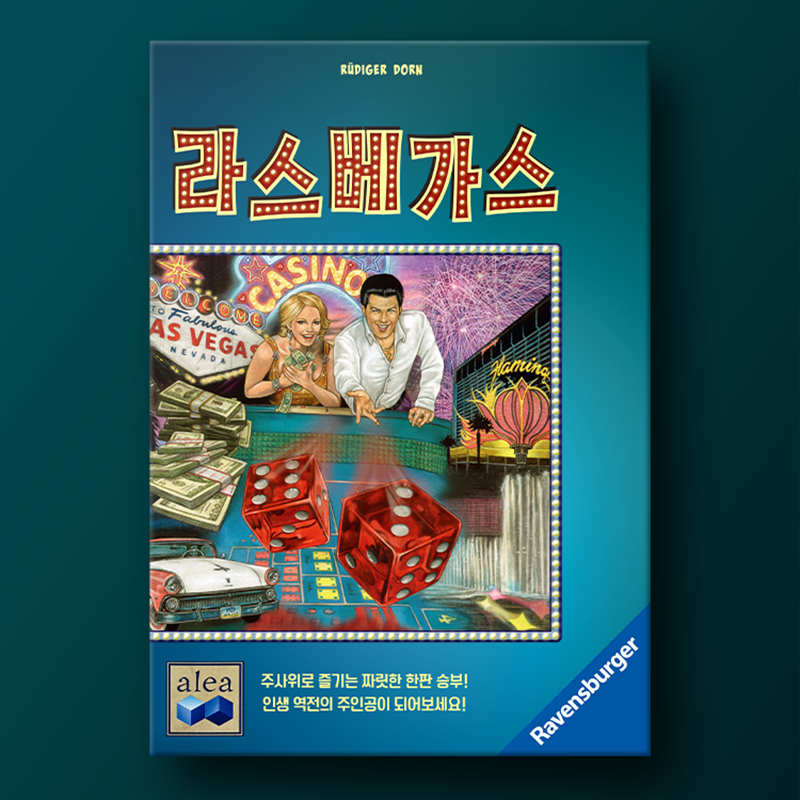 RÜDIGER DORN
라스베가스
CASINO
WELCOME
TO Fabulous
AS VEGAS
NEVADA
Flamingo
alea
주사위로 즐기는 짜릿한 한판 승부!
인생 역전의 주인공이 되어보세요!
Ravensburger